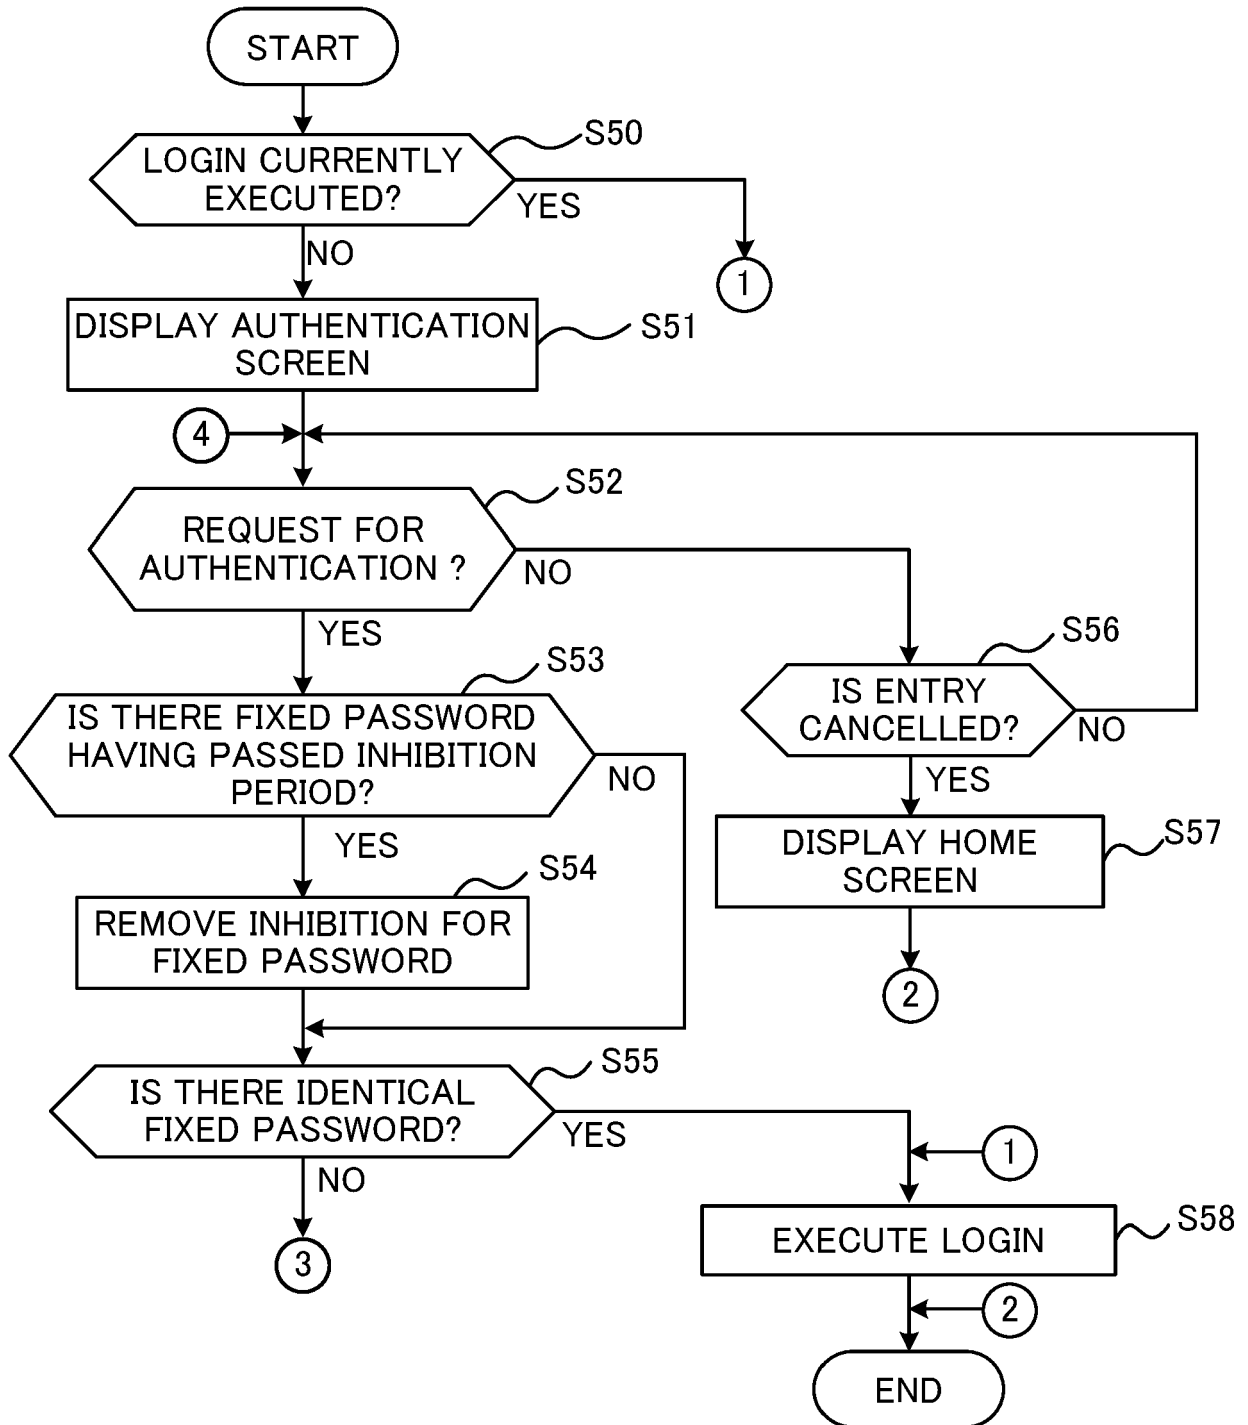 START
S50
LOGIN CURRENTLY
EXECUTED?
YES
NO
1
DISPLAY AUTHENTICATION
SCREEN
S51
4
S52
REQUEST FOR
AUTHENTICATION ?
NO
YES
S56
IS ENTRY
CANCELLED?
NO
YES
S53
IS THERE FIXED PASSWORD
HAVING PASSED INHIBITION
PERIOD?
NO
YES
S57
DISPLAY HOME
SCREEN
S54
REMOVE INHIBITION FOR
FIXED PASSWORD
2
S55
IS THERE IDENTICAL
FIXED PASSWORD?
YES
NO
1
3
S58
EXECUTE LOGIN
2
END